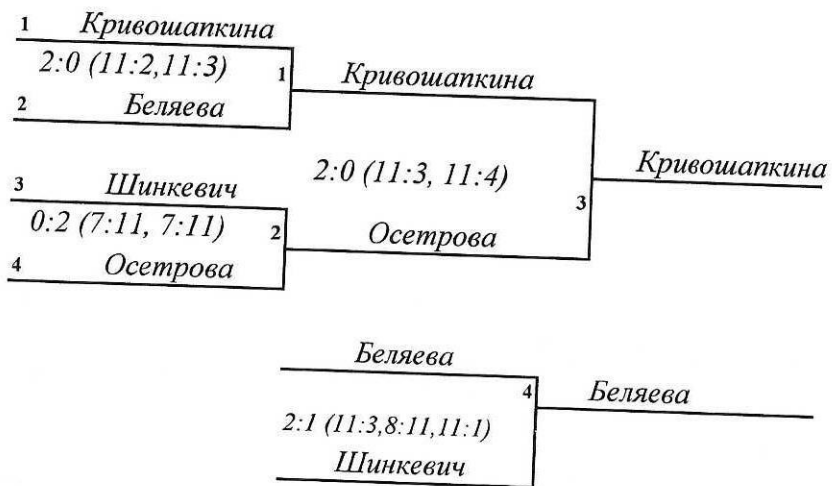 1 Кривошапкина
2:0 (11:2,11:3) 1
2 Беляева
Кривошапкина
3 Шинкевич
0:2 (7:11, 7:11) 2
4 Осетрова
2:0 (11:3, 11:4)
3
Осетрова
Кривошапкина
Беляева
4
2:1 (11:3,8:11,11:1)
Шинкевич
Беляева